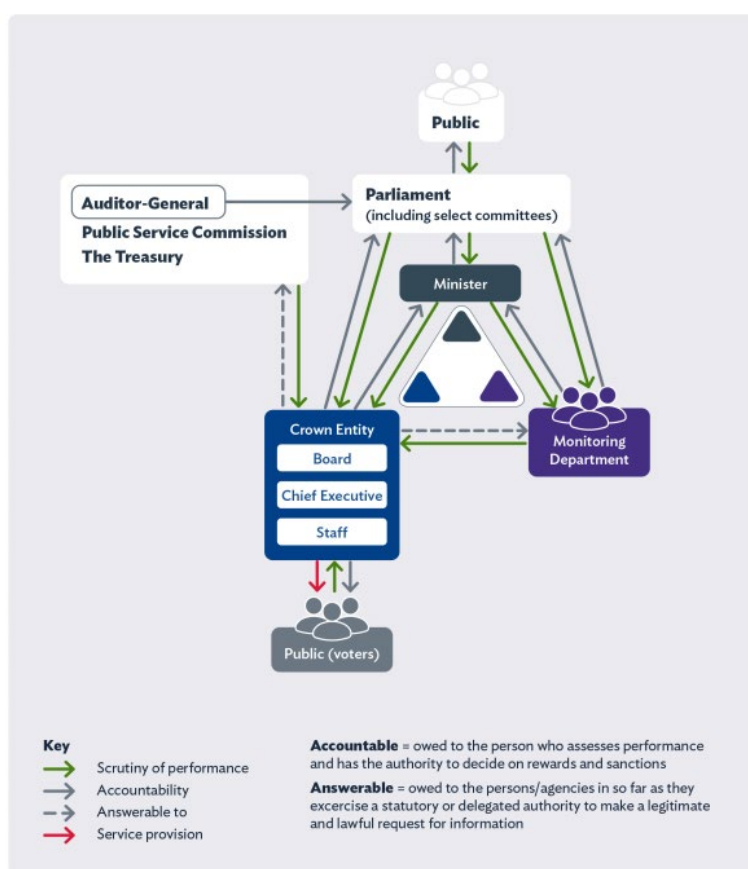 Public
Auditor-General
Public Service Commission
The Treasury
Parliament
(including select committees)
Minister
Crown Entity
Board
Chief Executive
Staff
Monitoring
Department
Public (voters)
Key
Scrutiny of performance
Accountability
Answerable to
Service provision
Accountable = owed to the person who assesses performance
and has the authority to decide on rewards and sanctions
Answerable = owed to the persons/agencies in so far as they
excercise a statutory or delegated authority to make a legitimate
and lawful request for information